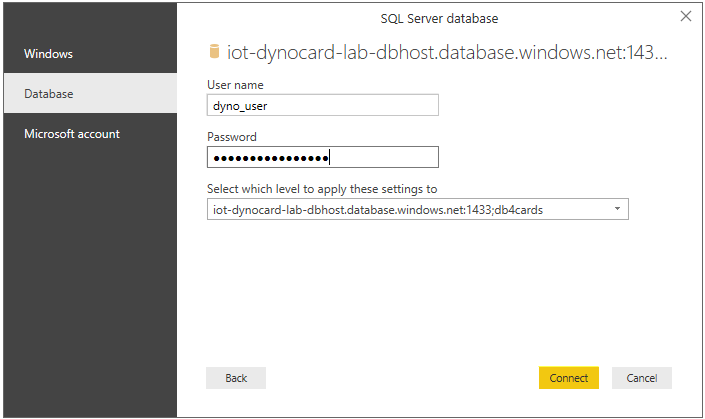 SQL Server database
Windows
Database
Microsoft account
iot-dynocard-lab-dbhost.database.windows.net:143...
User name
dyno_user
Password
●●●●●●●●●●●●●●●●
Select which level to apply these settings to
iot-dynocard-lab-dbhost.database.windows.net:1433;db4cards
Back
Connect
Cancel